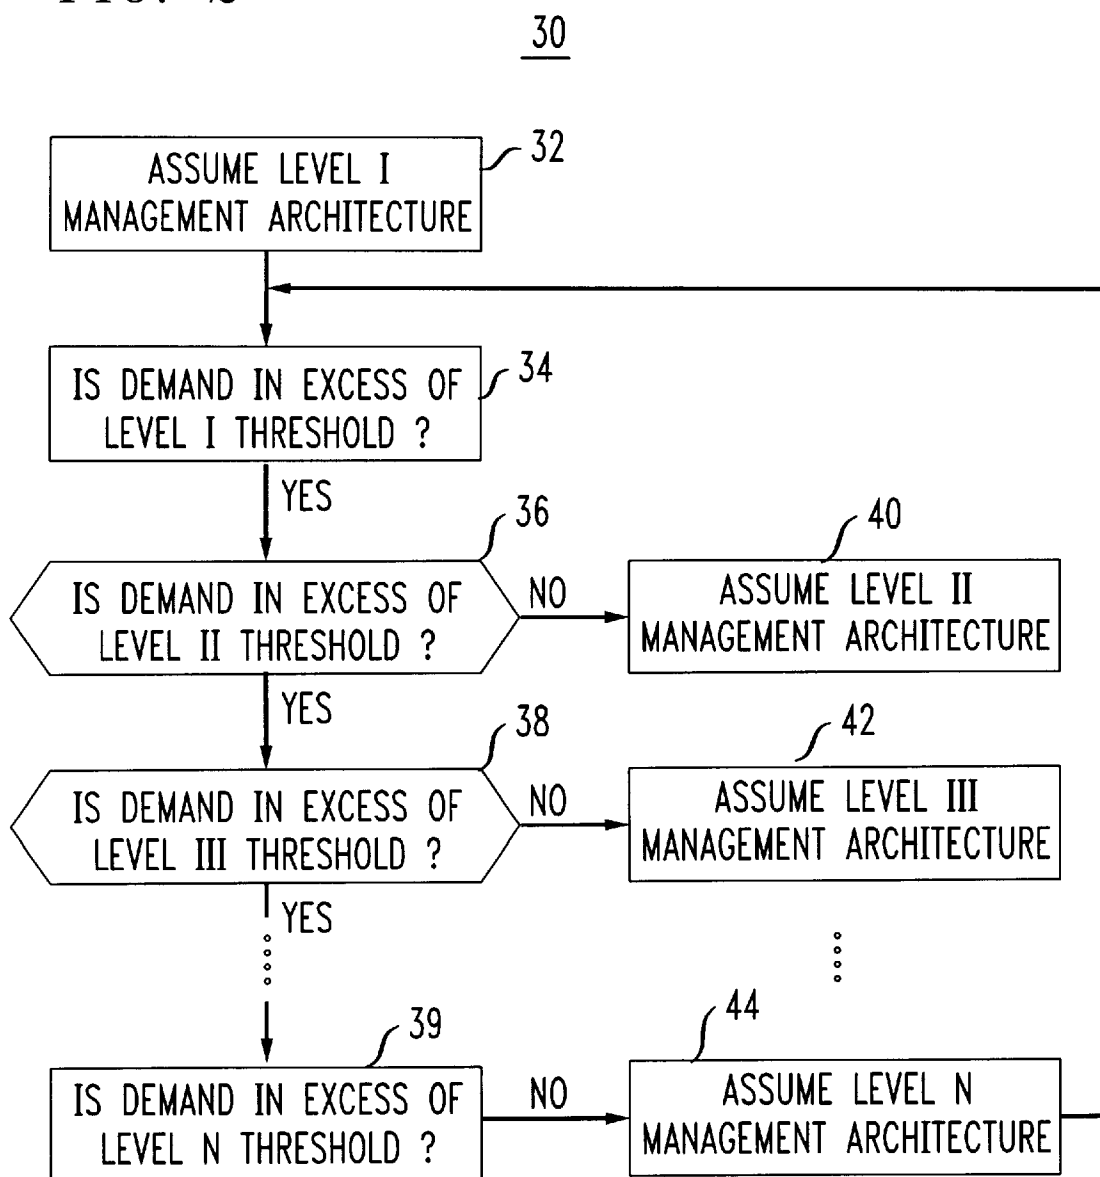 30
ASSUME LEVEL I
MANAGEMENT ARCHITECTURE
32
IS DEMAND IN EXCESS OF
LEVEL I THRESHOLD ?
34
YES
36
IS DEMAND IN EXCESS OF
LEVEL II THRESHOLD ?
NO
40
ASSUME LEVEL II
MANAGEMENT ARCHITECTURE
YES
38
IS DEMAND IN EXCESS OF
LEVEL III THRESHOLD ?
NO
42
ASSUME LEVEL III
MANAGEMENT ARCHITECTURE
YES
39
IS DEMAND IN EXCESS OF
LEVEL N THRESHOLD ?
NO
44
ASSUME LEVEL N
MANAGEMENT ARCHITECTURE